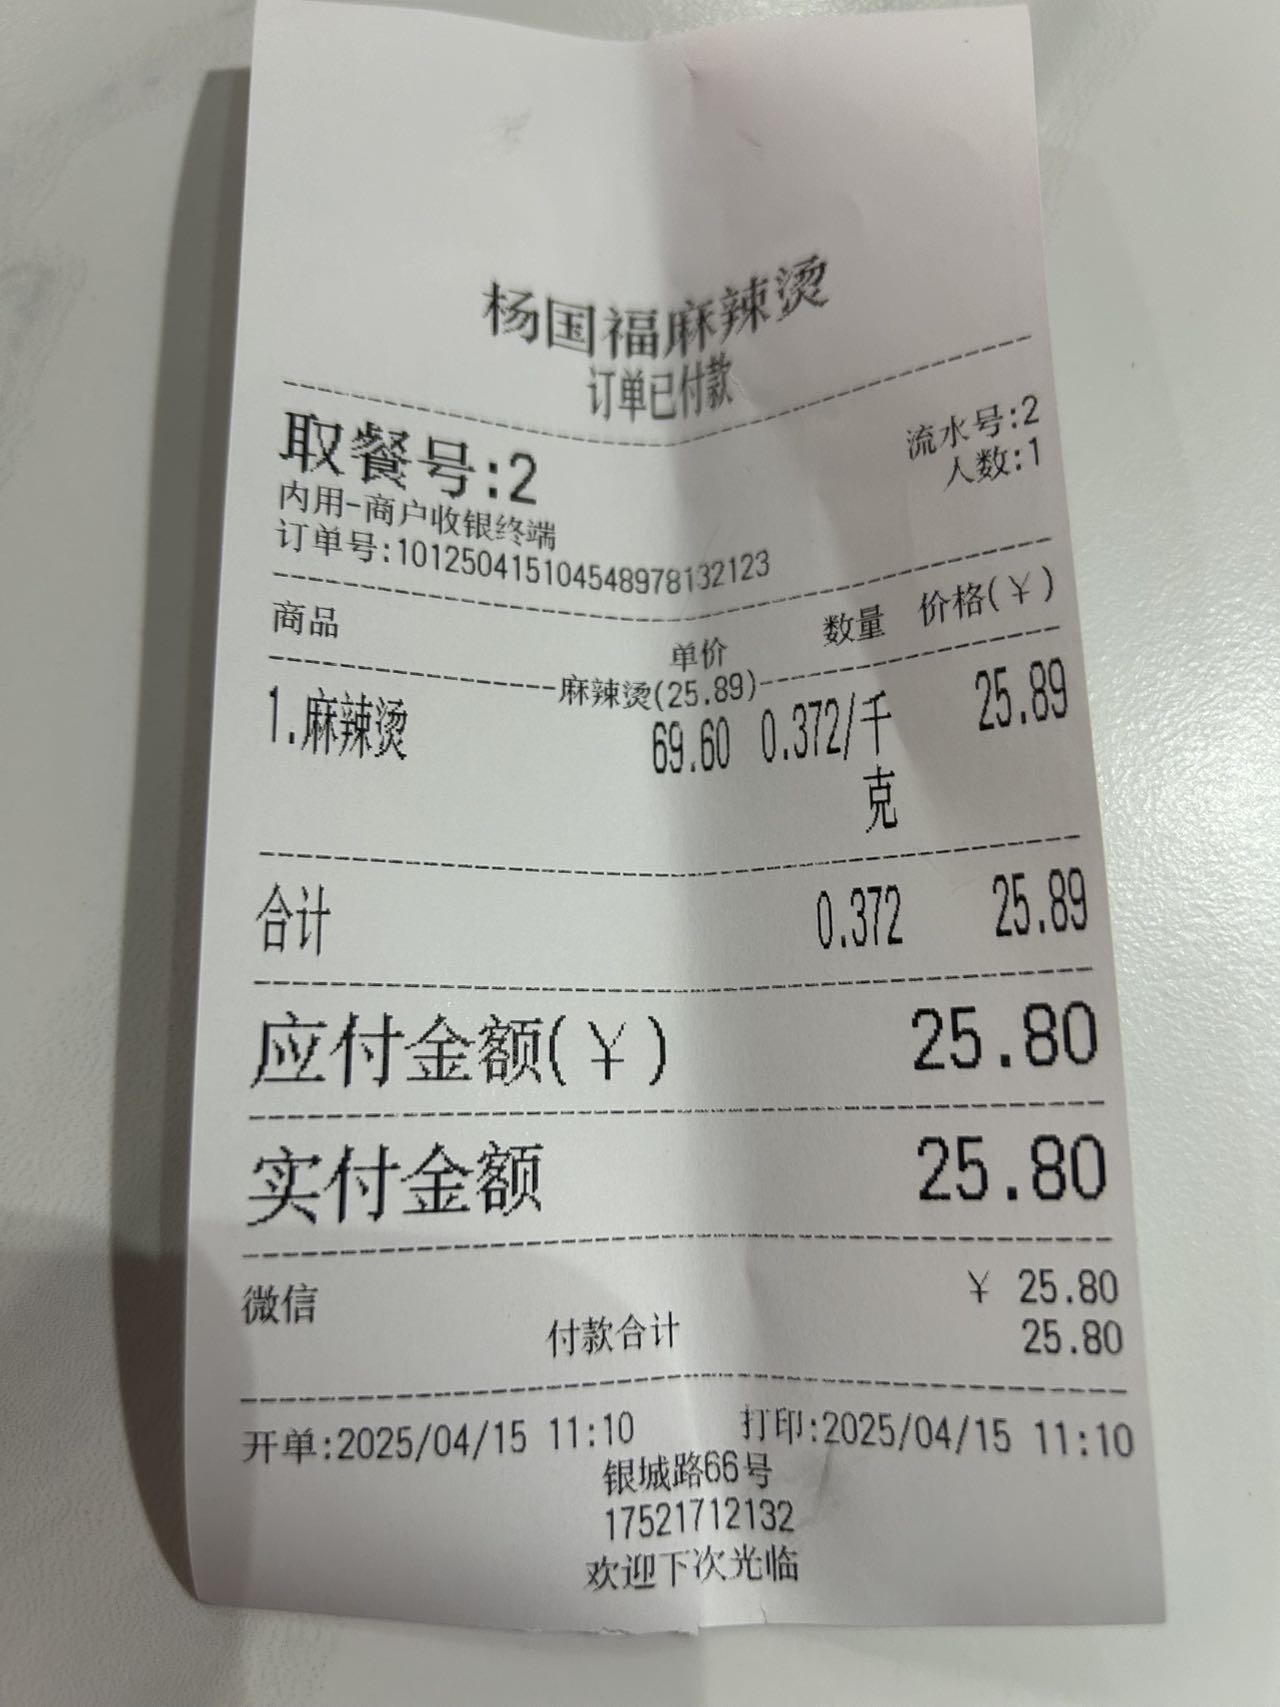 杨国福麻辣烫
订单已付款
取餐号:2 流水号:2
内用-商户收银终端 人数:1
订单号:101250415104548978132123
商品 单价 数量 价格(¥)
麻辣烫(25.89)
1.麻辣烫 69.60 0.372/千克 25.89
合计 0.372 25.89
应付金额(¥) 25.80
实付金额 25.80
微信 ¥ 25.80
付款合计 25.80
开单:2025/04/15 11:10 打印:2025/04/15 11:10
银城路66号
17521712132
欢迎下次光临